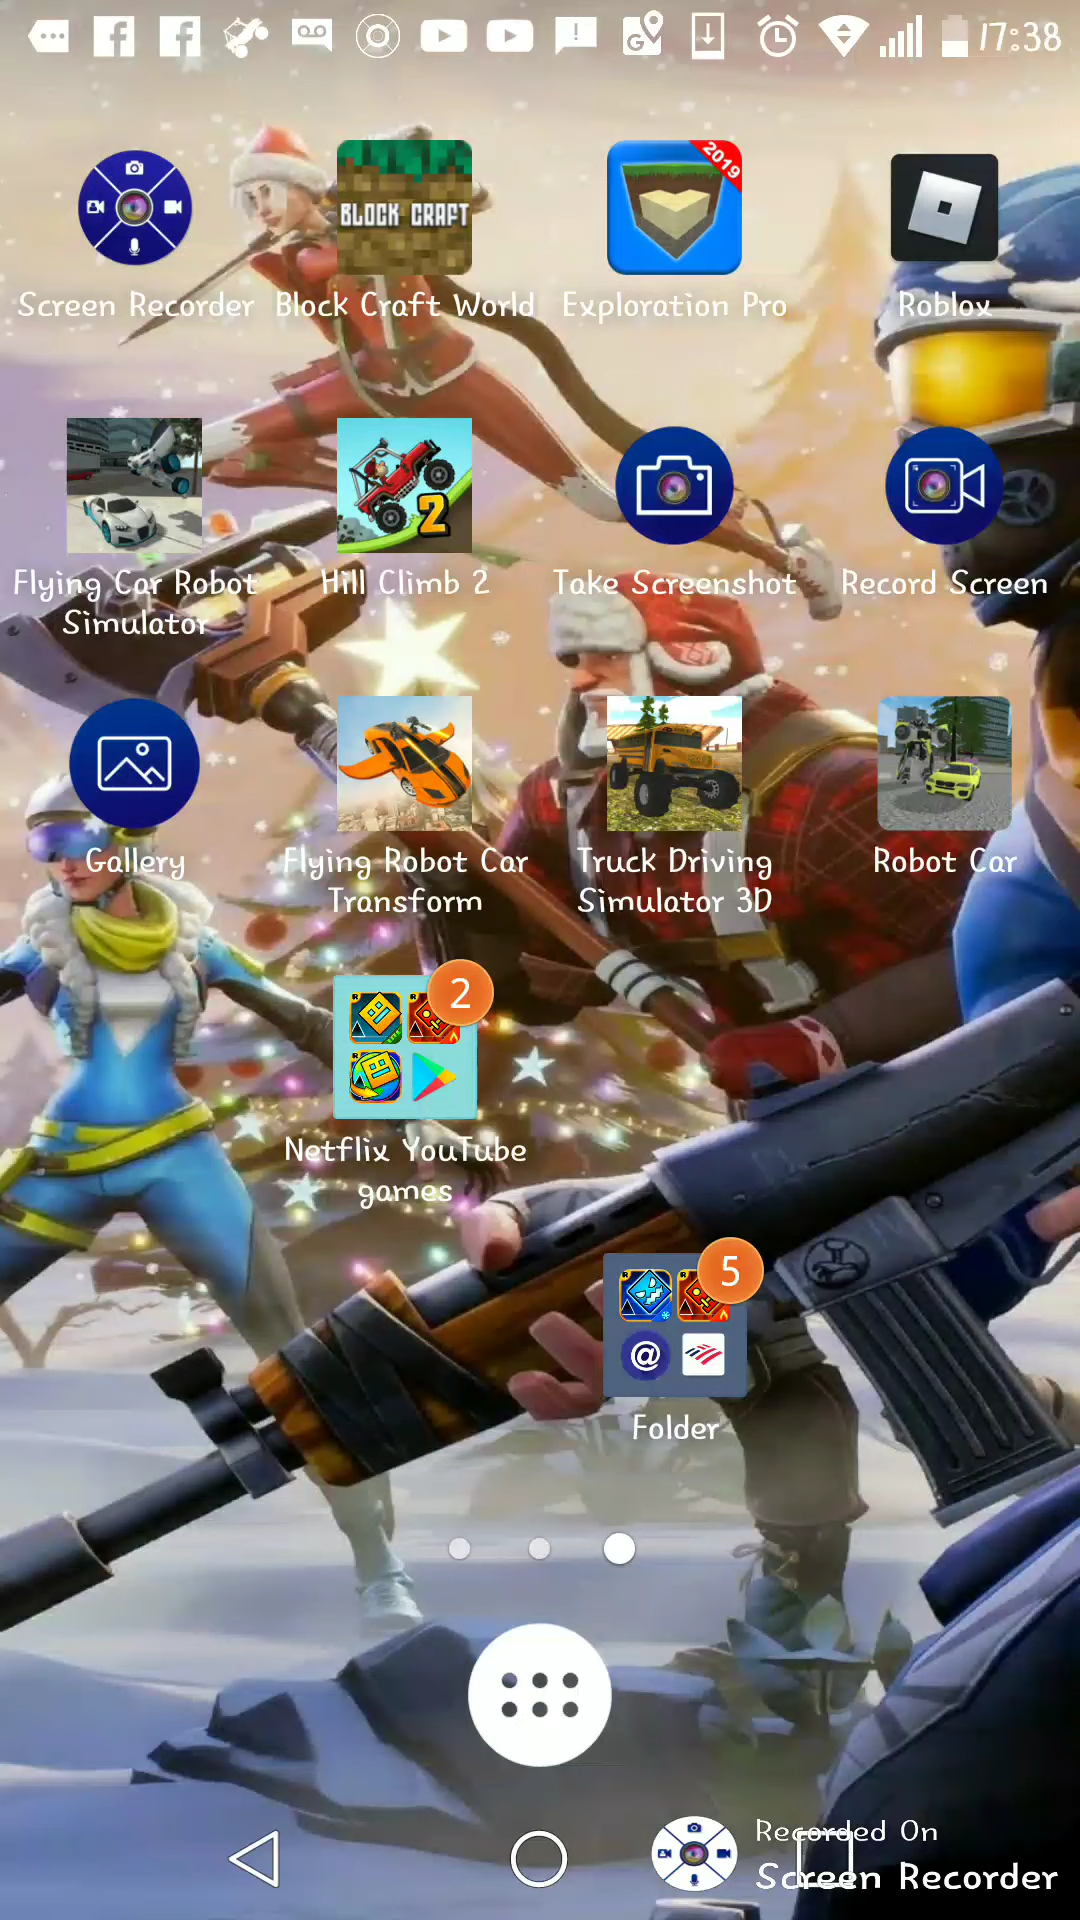 17:38
BLOCK CRAFT
2019
Screen Recorder
Block Craft World
Exploration Pro
Roblox
2
Flying Car Robot
Simulator
Hill Climb 2
Take Screenshot
Record Screen
Gallery
Flying Robot Car
Transform
Truck Driving
Simulator 3D
Robot Car
2
Netflix YouTube
games
5
@
Folder
Recorded On
Screen Recorder